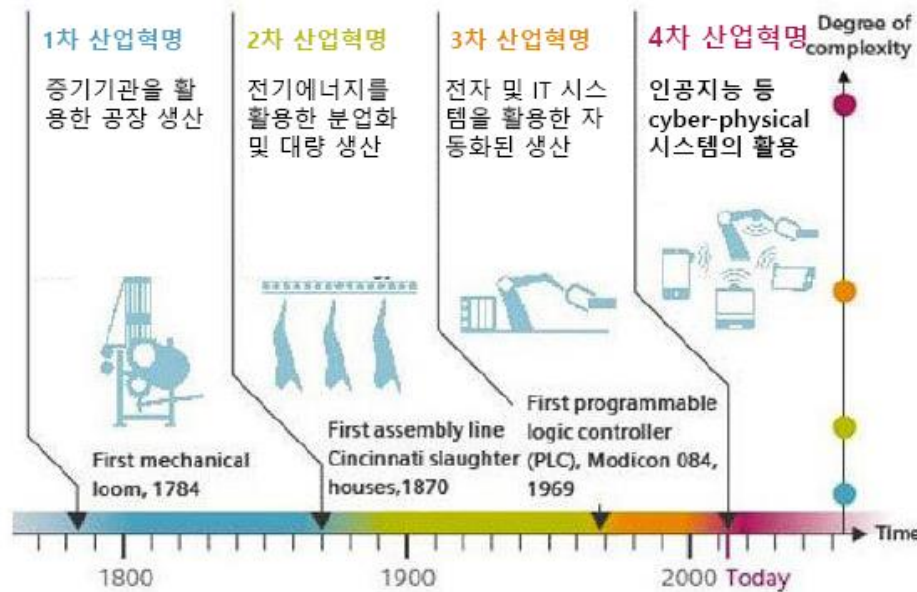 1차 산업혁명
증기기관을 활
용한 공장 생산
2차 산업혁명
전기에너지를
활용한 분업화
및 대량 생산
3차 산업혁명
전자 및 IT 시스
템을 활용한 자
동화된 생산
4차 산업혁명
인공지능 등
cyber-physical
시스템의 활용
Degree of
complexity
First mechanical
loom, 1784
First assembly line
Cincinnati slaughter
houses,1870
First programmable
logic controller
(PLC), Modicon 084,
1969
Time
1800
1900
2000
Today